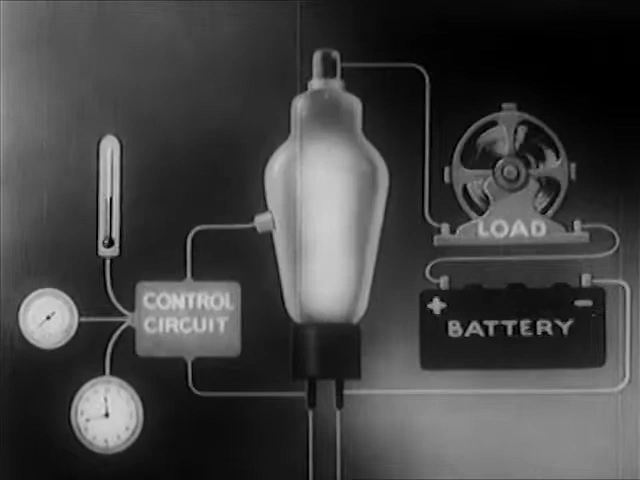 LOAD
CONTROL
CIRCUIT
+ -
BATTERY